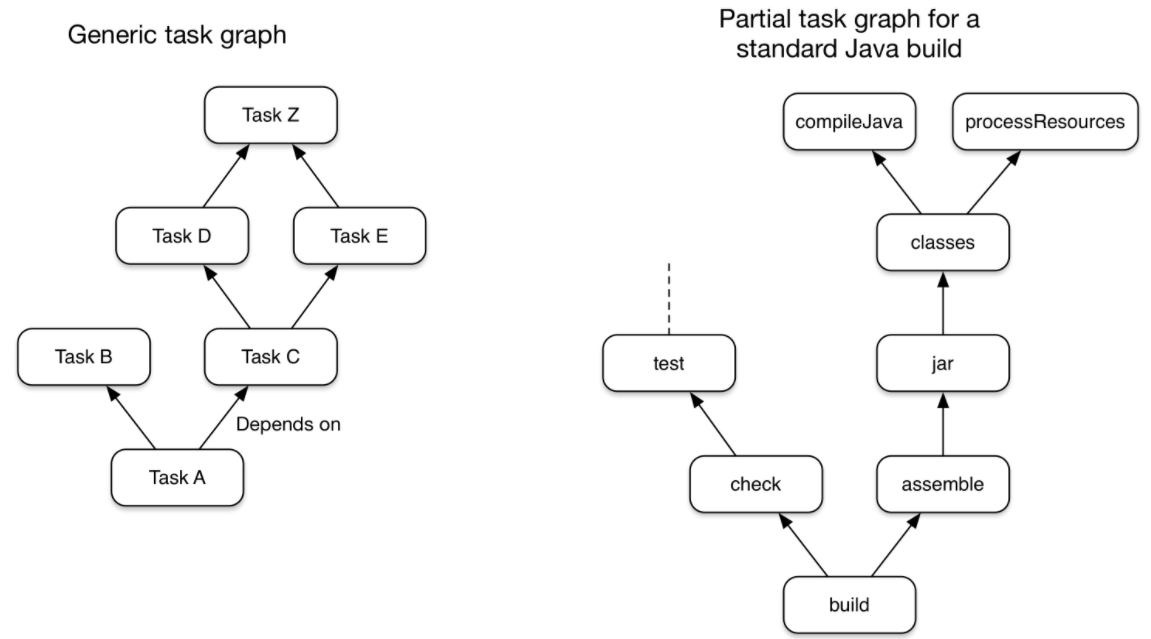 Generic task graph
Task Z
Task D
Task E
Task B
Task C
Depends on
Task A
Partial task graph for a
standard Java build
compileJava
processResources
classes
test
jar
check
assemble
build